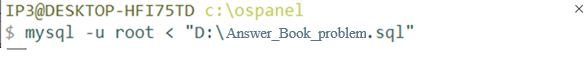 IP3@DESKTOP-HFI75TD c:\ospanel
$ mysql -u root < "D:\Answer_Book_problem.sql"